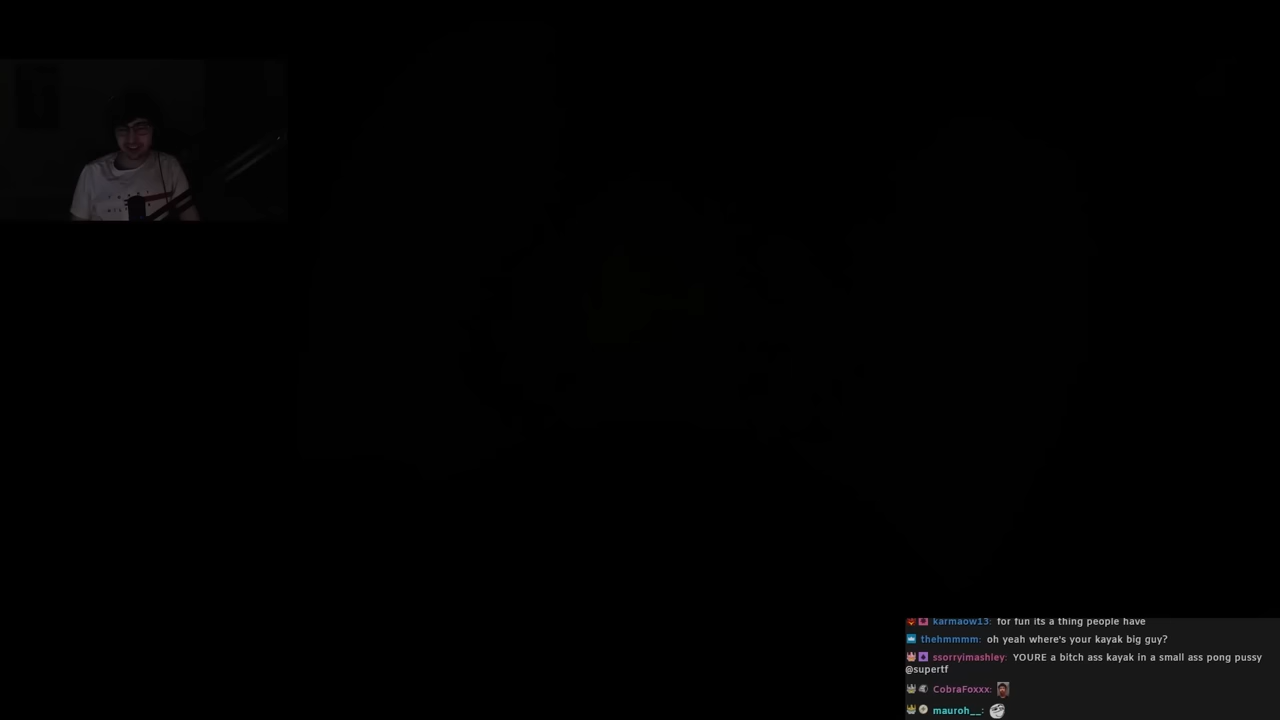 karmaow13: for fun its a thing people have
thehmmmm: oh yeah where's your kayak big guy?
ssorryimashley: YOURE a bitch ass kayak in a small ass pong pussy
@supertf
CobraFoxxx:
mauroh__: